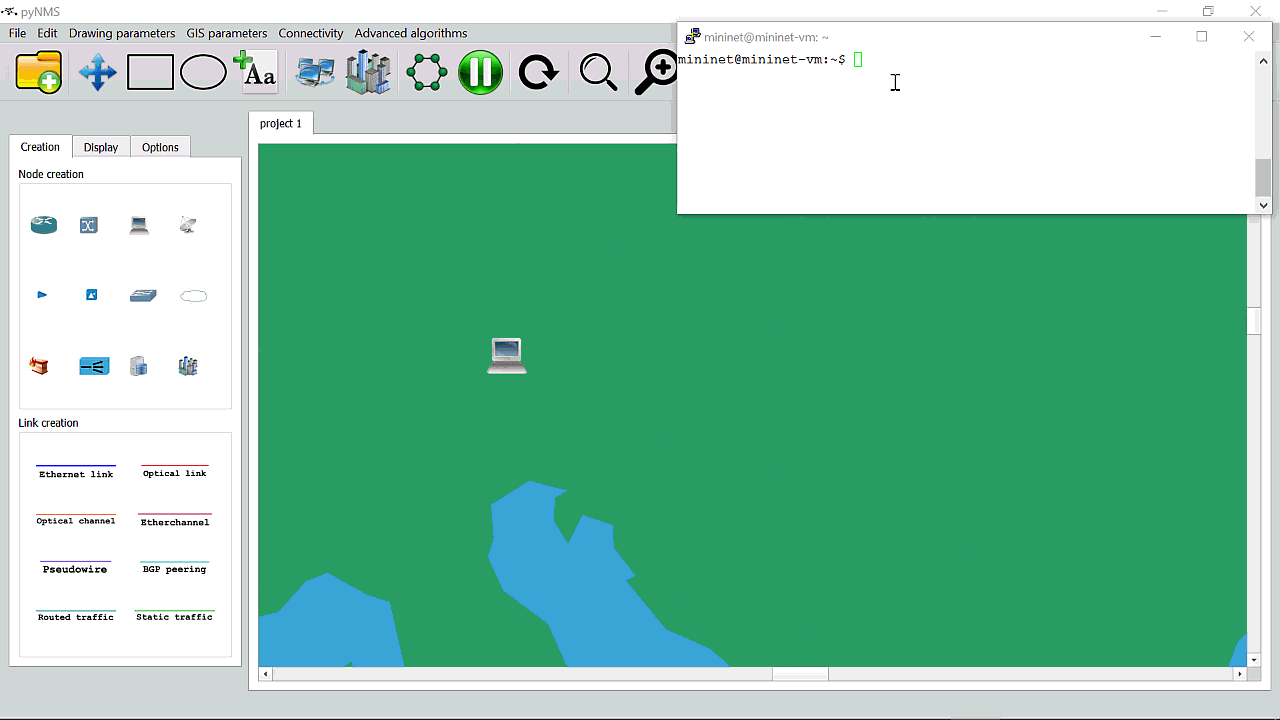 pyNMS
File Edit Drawing parameters GIS parameters Connectivity Advanced algorithms
Aa
mininet@mininet-vm: ~
mininet@mininet-vm:~$
project 1
Creation Display Options
Node creation
Link creation
Ethernet link Optical link
Optical channel Etherchannel
Pseudowire BGP peering
Routed traffic Static traffic